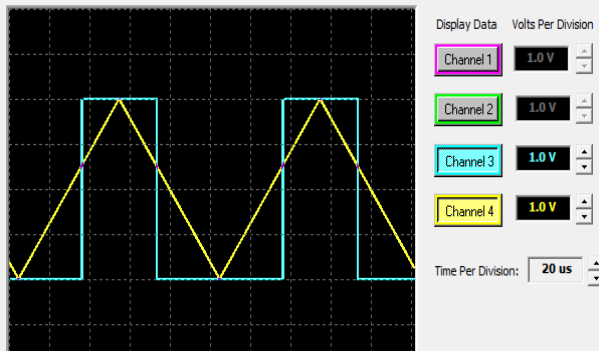 Display Data Volts Per Division
Channel 1 1.0 V
Channel 2 1.0 V
Channel 3 1.0 V
Channel 4 1.0 V
Time Per Division: 20 us